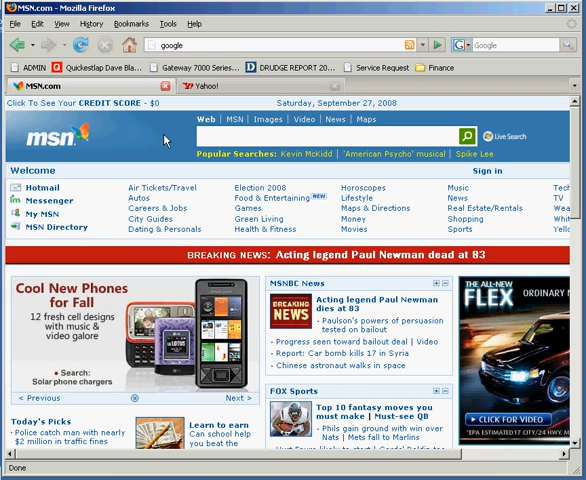 MSN.com - Mozilla Firefox
File Edit View History Bookmarks Tools Help
google
Google
ADMIN Quickestlap Dave Bla... Gateway 7000 Series... DRUDGE REPORT 20... Service Request Finance
MSN.com Yahoo!
Click To See Your CREDIT SCORE - $0 Saturday, September 27, 2008
Web MSN Images Video News Maps
msn
Live Search
Popular Searches: Kevin McKidd | 'American Psycho' musical | Spike Lee
Welcome Sign in
Hotmail Air Tickets/Travel Election 2008 Horoscopes Music
Messenger Autos Food & Entertaining NEW Lifestyle News TV
My MSN Careers & Jobs Games Maps & Directions Real Estate/Rentals
MSN Directory City Guides Green Living Money Shopping
Dating & Personals Health & Fitness Movies Sports
BREAKING NEWS: Acting legend Paul Newman dead at 83
Cool New Phones
for Fall
12 fresh cell designs
with music &
video galore
• Search:
Solar phone chargers
< Previous Next >
MSNBC News
BREAKING
NEWS
Acting legend Paul Newman
dies at 83
• Paulson's powers of persuasion
tested on bailout
• Progress seen toward bailout deal | Video
• Report: Car bomb kills 17 in Syria
• Chinese astronaut walks in space
THE ALL-NEW
FLEX ORDINARY
CLICK FOR VIDEO
FOX Sports
Top 10 fantasy moves you
must make | Must-see QB
• Phils gain ground with win over
Nats | Mets fall to Marlins
Today's Picks
• Police catch man with nearly
$2 million in traffic fines
Learn to earn
Can school help
you beat the
Done